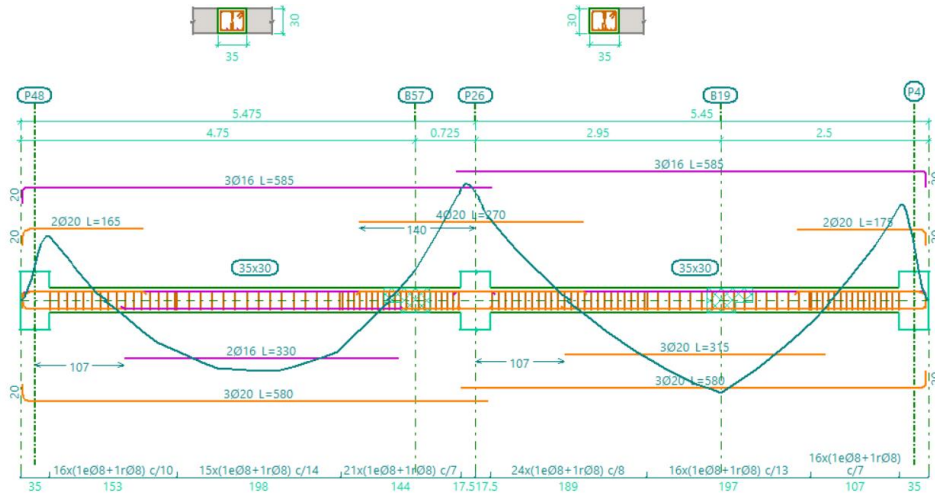 30
35
30
35
P48
B57
P26
B19
P4
5.475
5.45
4.75
0.725
2.95
2.5
3Ø16 L=585
3Ø16 L=585
20
20
2Ø20 L=165
4Ø20 L=270
2Ø20 L=175
20
20
140
35x30
35x30
107
2Ø16 L=330
107
3Ø20 L=315
20
3Ø20 L=580
3Ø20 L=580
20
16x(1eØ8+1rØ8) c/10
15x(1eØ8+1rØ8) c/14
21x(1eØ8+1rØ8) c/7
24x(1eØ8+1rØ8) c/8
16x(1eØ8+1rØ8) c/13
16x(1eØ8+1rØ8)
c/7
35
153
198
144
17.5
17.5
189
197
107
35